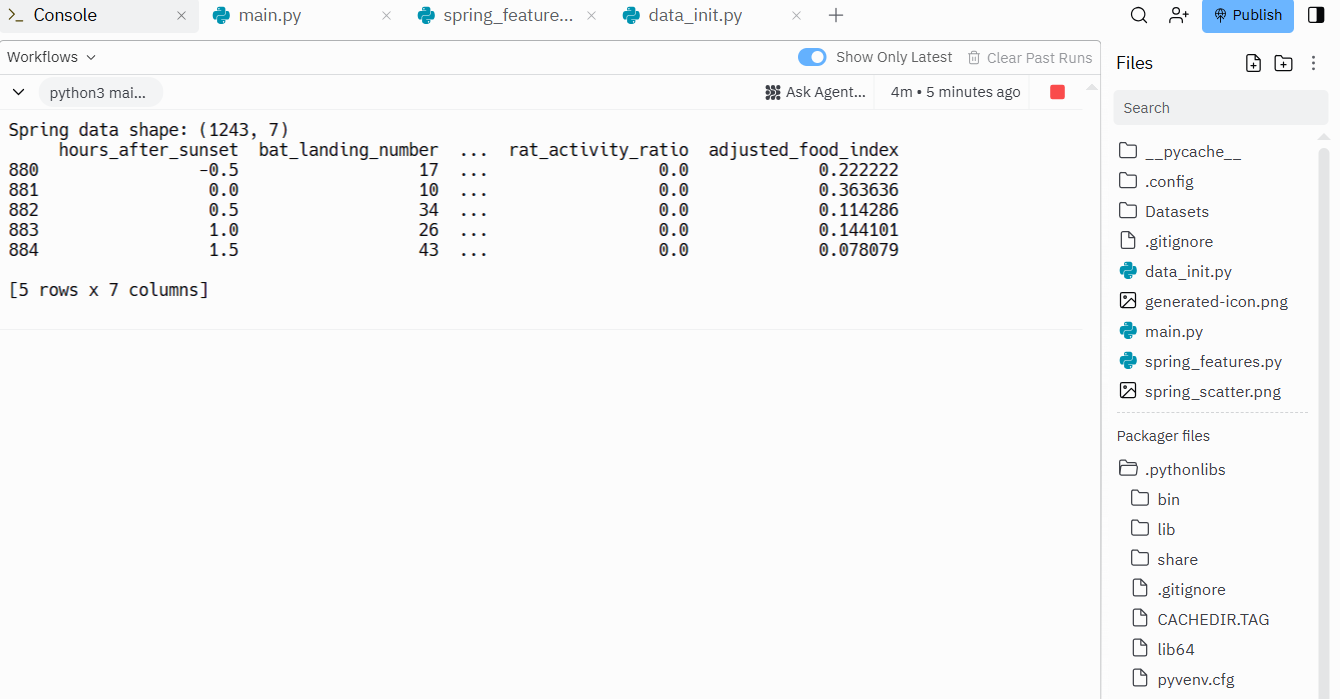 Console
main.py
spring_feature...
data_init.py
Publish
Workflows
Show Only Latest
Clear Past Runs
python3 mai...
Ask Agent...
4m • 5 minutes ago
Spring data shape: (1243, 7)
hours_after_sunset bat_landing_number ... rat_activity_ratio adjusted_food_index
880 -0.5 17 ... 0.0 0.222222
881 0.0 10 ... 0.0 0.363636
882 0.5 34 ... 0.0 0.114286
883 1.0 26 ... 0.0 0.144101
884 1.5 43 ... 0.0 0.078079
[5 rows x 7 columns]
Files
Search
__pycache__
.config
Datasets
.gitignore
data_init.py
generated-icon.png
main.py
spring_features.py
spring_scatter.png
Packager files
.pythonlibs
bin
lib
share
.gitignore
CACHEDIR.TAG
lib64
pyvenv.cfg